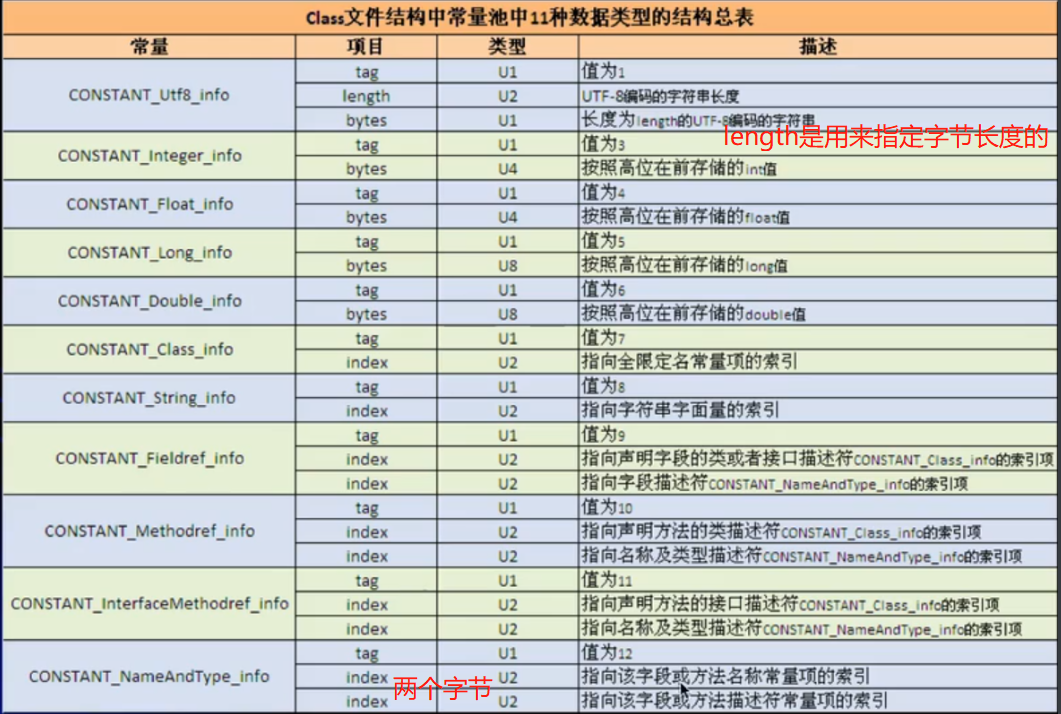 Class文件结构中常量池中11种数据类型的结构总表
常量 项目 类型 描述
CONSTANT_Utf8_info tag U1 值为1
length U2 UTF-8编码的字符串长度
bytes U1 长度为length的UTF-8编码的字符串
length是用来指定字节长度的
CONSTANT_Integer_info tag U1 值为3
bytes U4 按照高位在前存储的int值
CONSTANT_Float_info tag U1 值为4
bytes U4 按照高位在前存储的float值
CONSTANT_Long_info tag U1 值为5
bytes U8 按照高位在前存储的long值
CONSTANT_Double_info tag U1 值为6
bytes U8 按照高位在前存储的double值
CONSTANT_Class_info tag U1 值为7
index U2 指向全限定名常量项的索引
CONSTANT_String_info tag U1 值为8
index U2 指向字符串字面量的索引
CONSTANT_Fieldref_info tag U1 值为9
index U2 指向声明字段的类或者接口描述符CONSTANT_Class_info的索引项
index U2 指向字段描述符CONSTANT_NameAndType_info的索引项
CONSTANT_Methodref_info tag U1 值为10
index U2 指向声明方法的类描述符CONSTANT_Class_info的索引项
index U2 指向名称及类型描述符CONSTANT_NameAndType_info的索引项
CONSTANT_InterfaceMethodref_info tag U1 值为11
index U2 指向声明方法的接口描述符CONSTANT_Class_info的索引项
index U2 指向名称及类型描述符CONSTANT_NameAndType_info的索引项
CONSTANT_NameAndType_info tag U1 值为12
index U2 指向该字段或方法名称常量项的索引
两个字节
index U2 指向该字段或方法描述符常量项的索引